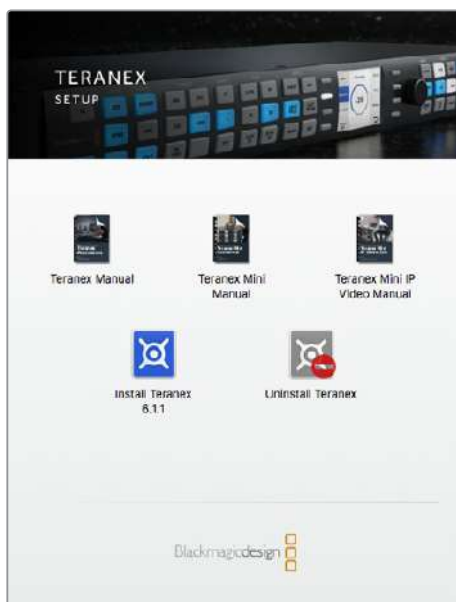 TERANEX
SETUP
Teranex Manual
Teranex Mini
Manual
Teranex Mini IP
Video Manual
Install Teranex
6.1.1
Uninstall Teranex
Blackmagicdesign